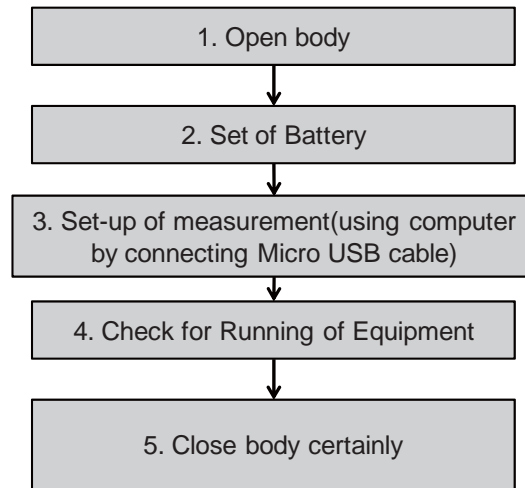 1. Open body
2. Set of Battery
3. Set-up of measurement(using computer
by connecting Micro USB cable)
4. Check for Running of Equipment
5. Close body certainly